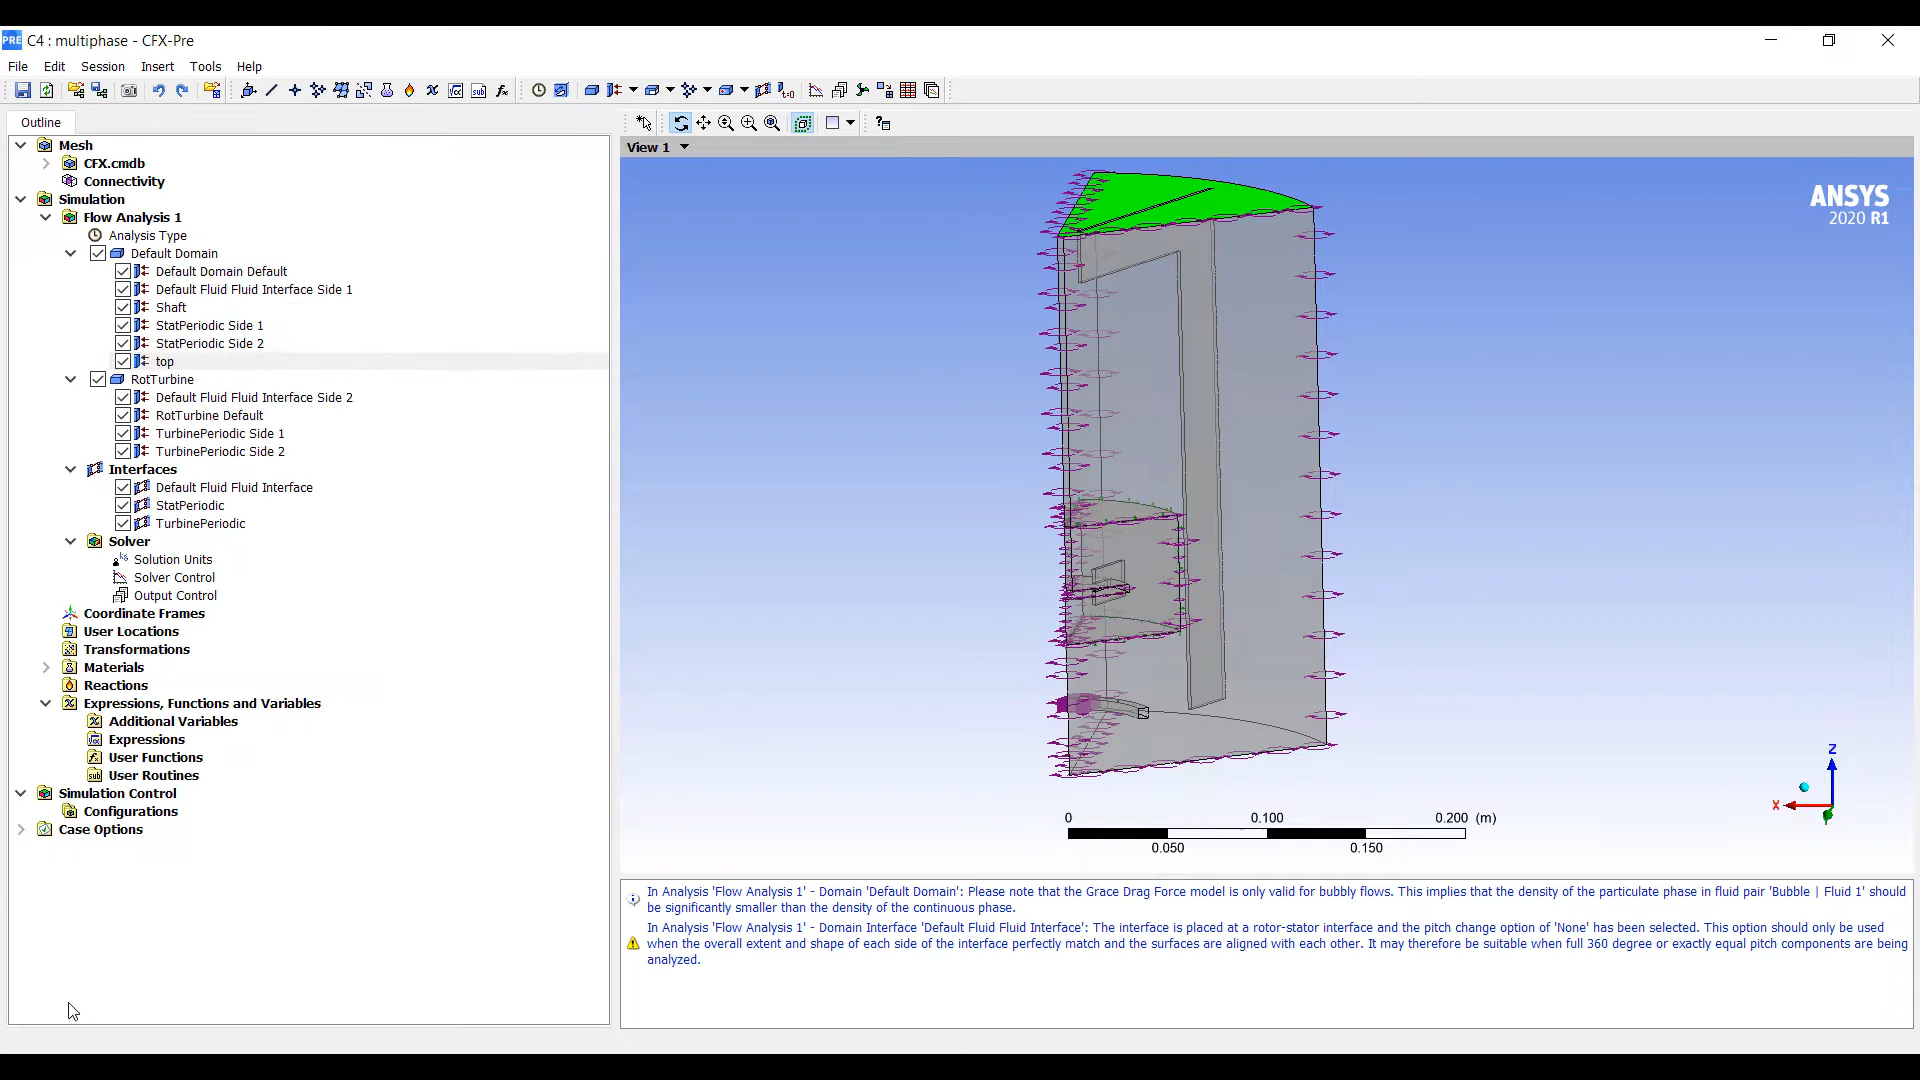 PRE C4 : multiphase - CFX-Pre
File Edit Session Insert Tools Help
Outline
Mesh
CFX.cmdb
Connectivity
Simulation
Flow Analysis 1
Analysis Type
Default Domain
Default Domain Default
Default Fluid Fluid Interface Side 1
Shaft
StatPeriodic Side 1
StatPeriodic Side 2
top
RotTurbine
Default Fluid Fluid Interface Side 2
RotTurbine Default
TurbinePeriodic Side 1
TurbinePeriodic Side 2
Interfaces
Default Fluid Fluid Interface
StatPeriodic
TurbinePeriodic
Solver
Solution Units
Solver Control
Output Control
Coordinate Frames
User Locations
Transformations
Materials
Reactions
Expressions, Functions and Variables
Additional Variables
Expressions
User Functions
User Routines
Simulation Control
Configurations
Case Options
View 1
ANSYS
2020 R1
Z
X
0 0.100 0.200 (m)
0.050 0.150
In Analysis 'Flow Analysis 1' - Domain 'Default Domain': Please note that the Grace Drag Force model is only valid for bubbly flows. This implies that the density of the particulate phase in fluid pair 'Bubble | Fluid 1' should
be significantly smaller than the density of the continuous phase.
In Analysis 'Flow Analysis 1' - Domain Interface 'Default Fluid Fluid Interface': The interface is placed at a rotor-stator interface and the pitch change option of 'None' has been selected. This option should only be used
when the overall extent and shape of each side of the interface perfectly match and the surfaces are aligned with each other. It may therefore be suitable when full 360 degree or exactly equal pitch components are being
analyzed.